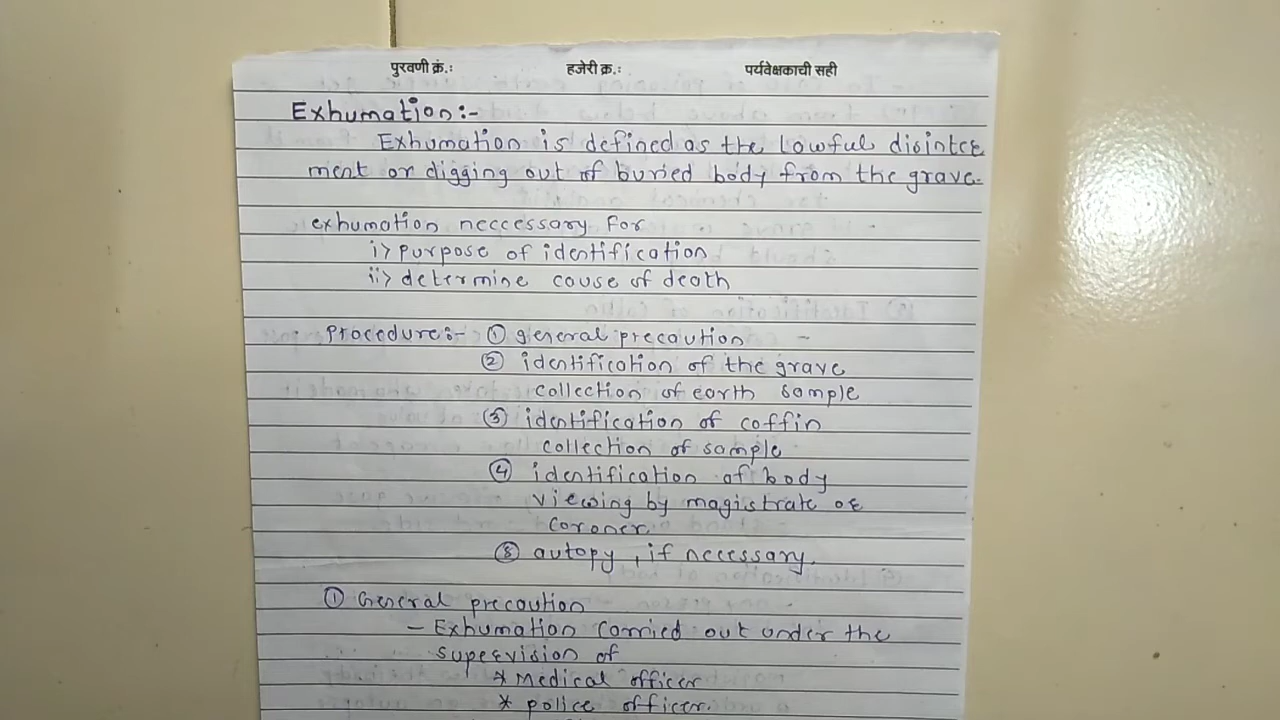 पुरवणी क्रं.: हजेरी क्र.: पर्यवेक्षकाची सही
Exhumation:-
Exhumation is defined as the lawful disinter
ment or digging out of buried body from the grave.
exhumation neccessary for
i> purpose of identification
ii> determine cause of death
Procedure:- ① general precaution -
② identification of the grave
collection of earth sample
③ identification of coffin
collection of sample
④ identification of body
viewing by magistrate or
coroner.
⑤ autopy, if necessary.
① General precaution
- Exhumation carried out under the
supervision of
* Medical officer
* police officer.